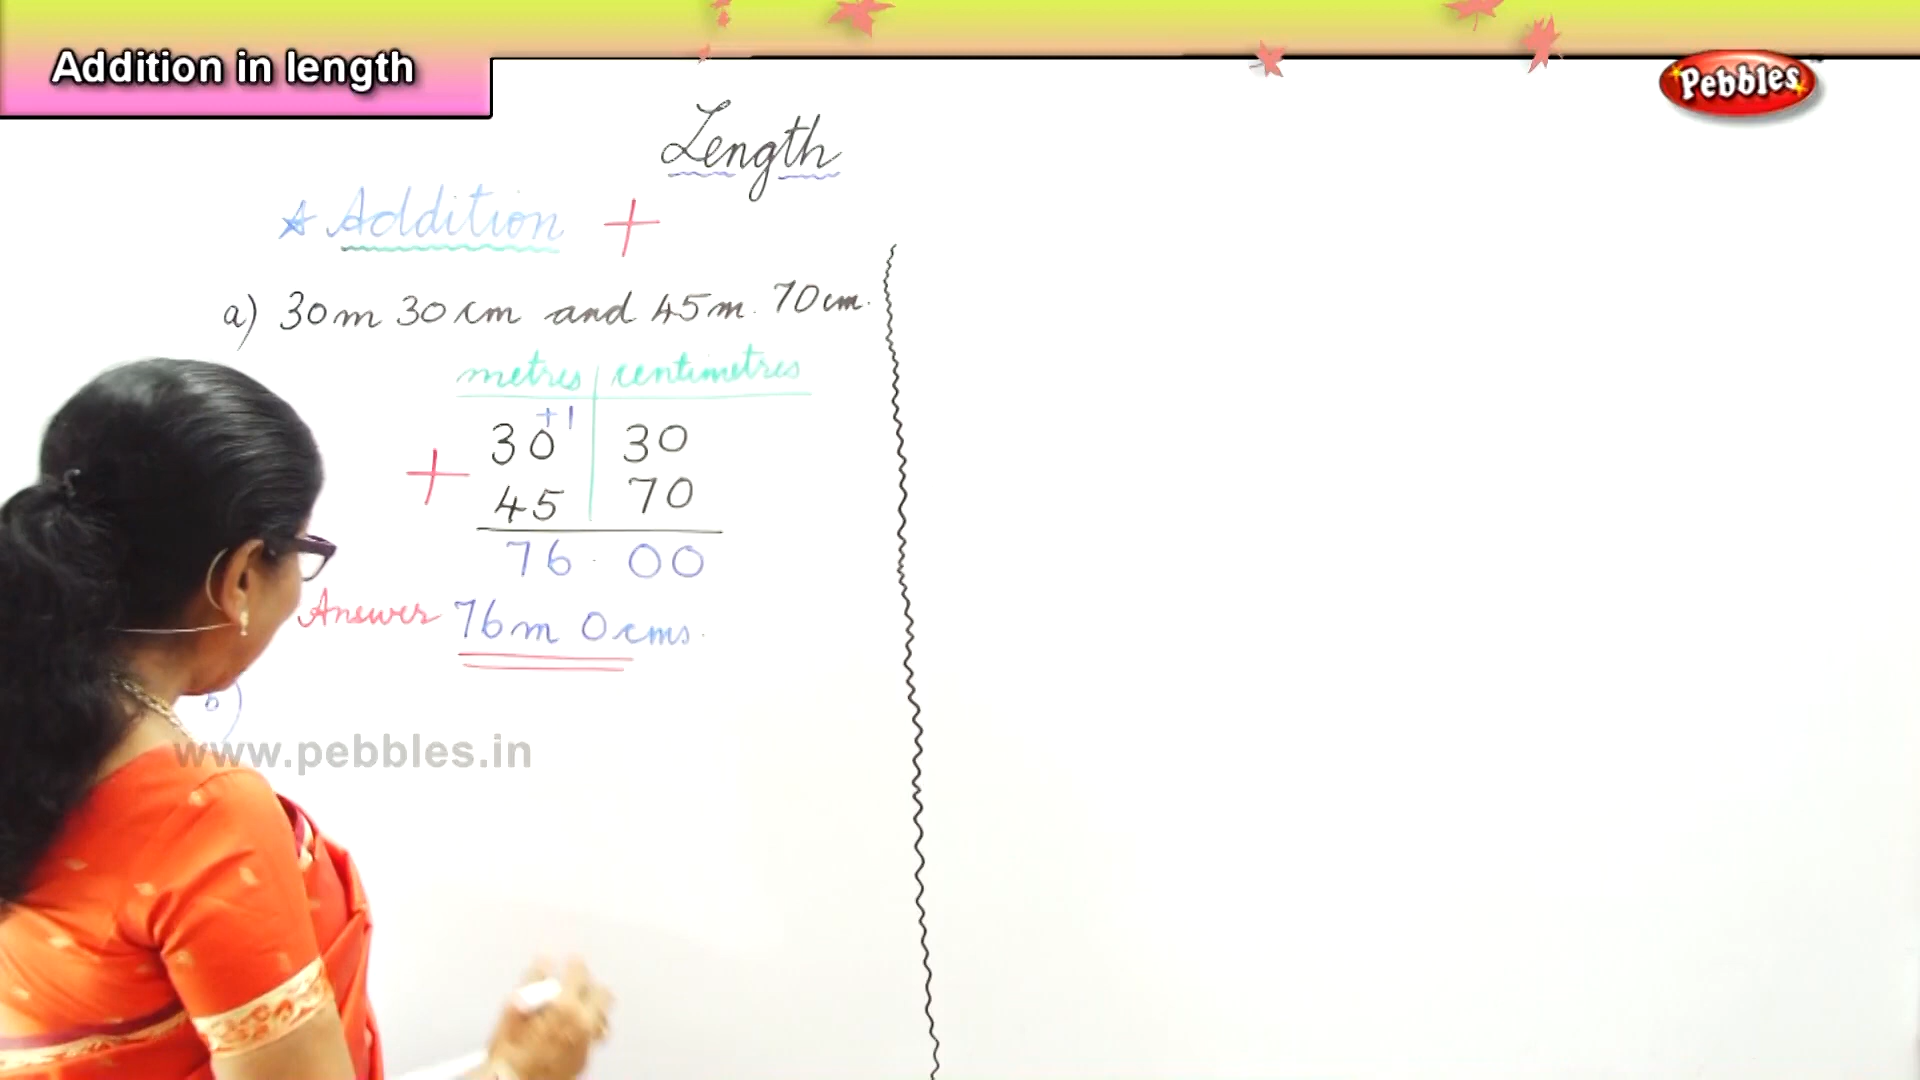 Addition in length
Pebbles
Length
Addition +
a) 30m 30cm and 45m 70cm.
metres centimetres
+1
30 30
+ 45 70
76 . 00
Answer 76m 0cms.
b)
www.pebbles.in